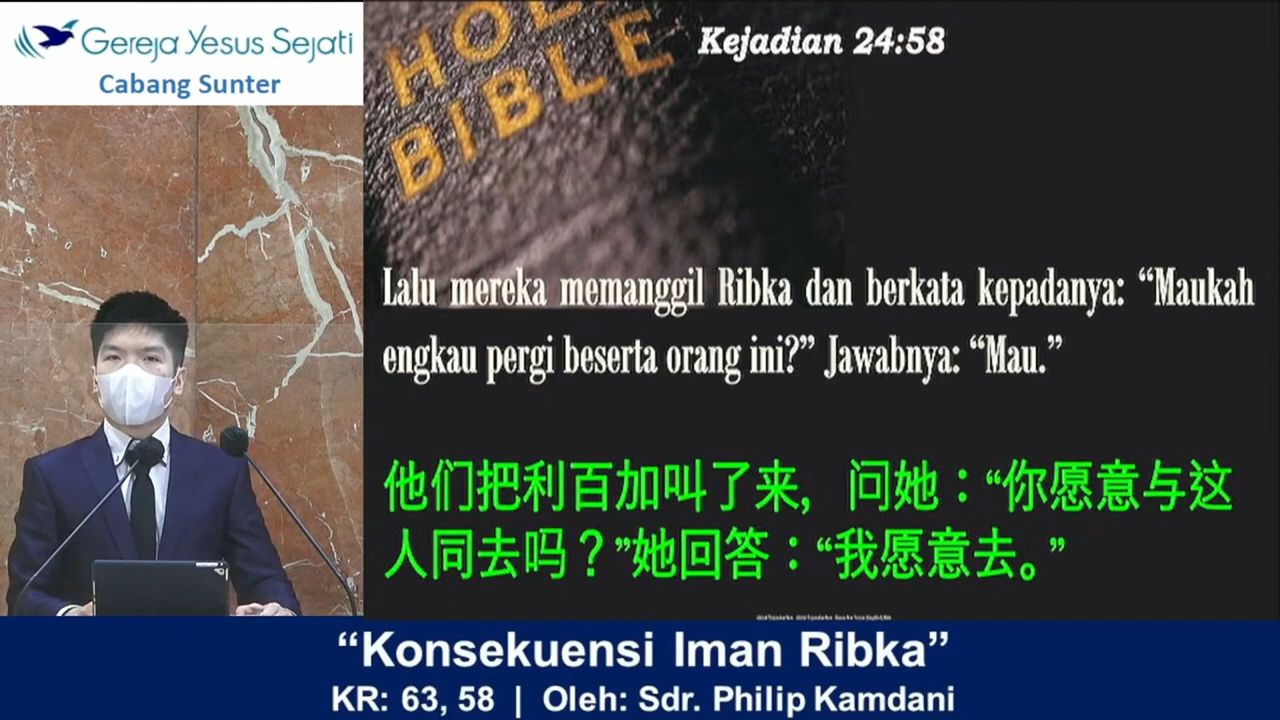 Gereja Yesus Sejati
Cabang Sunter
HOLY
BIBLE
Kejadian 24:58
Lalu mereka memanggil Ribka dan berkata kepadanya: “Maukah
engkau pergi beserta orang ini?” Jawabnya: “Mau.”
他们把利百加叫了来, 问她：“你愿意与这
人同去吗？”她回答：“我愿意去。”
“Konsekuensi Iman Ribka”
KR: 63, 58 | Oleh: Sdr. Philip Kamdani